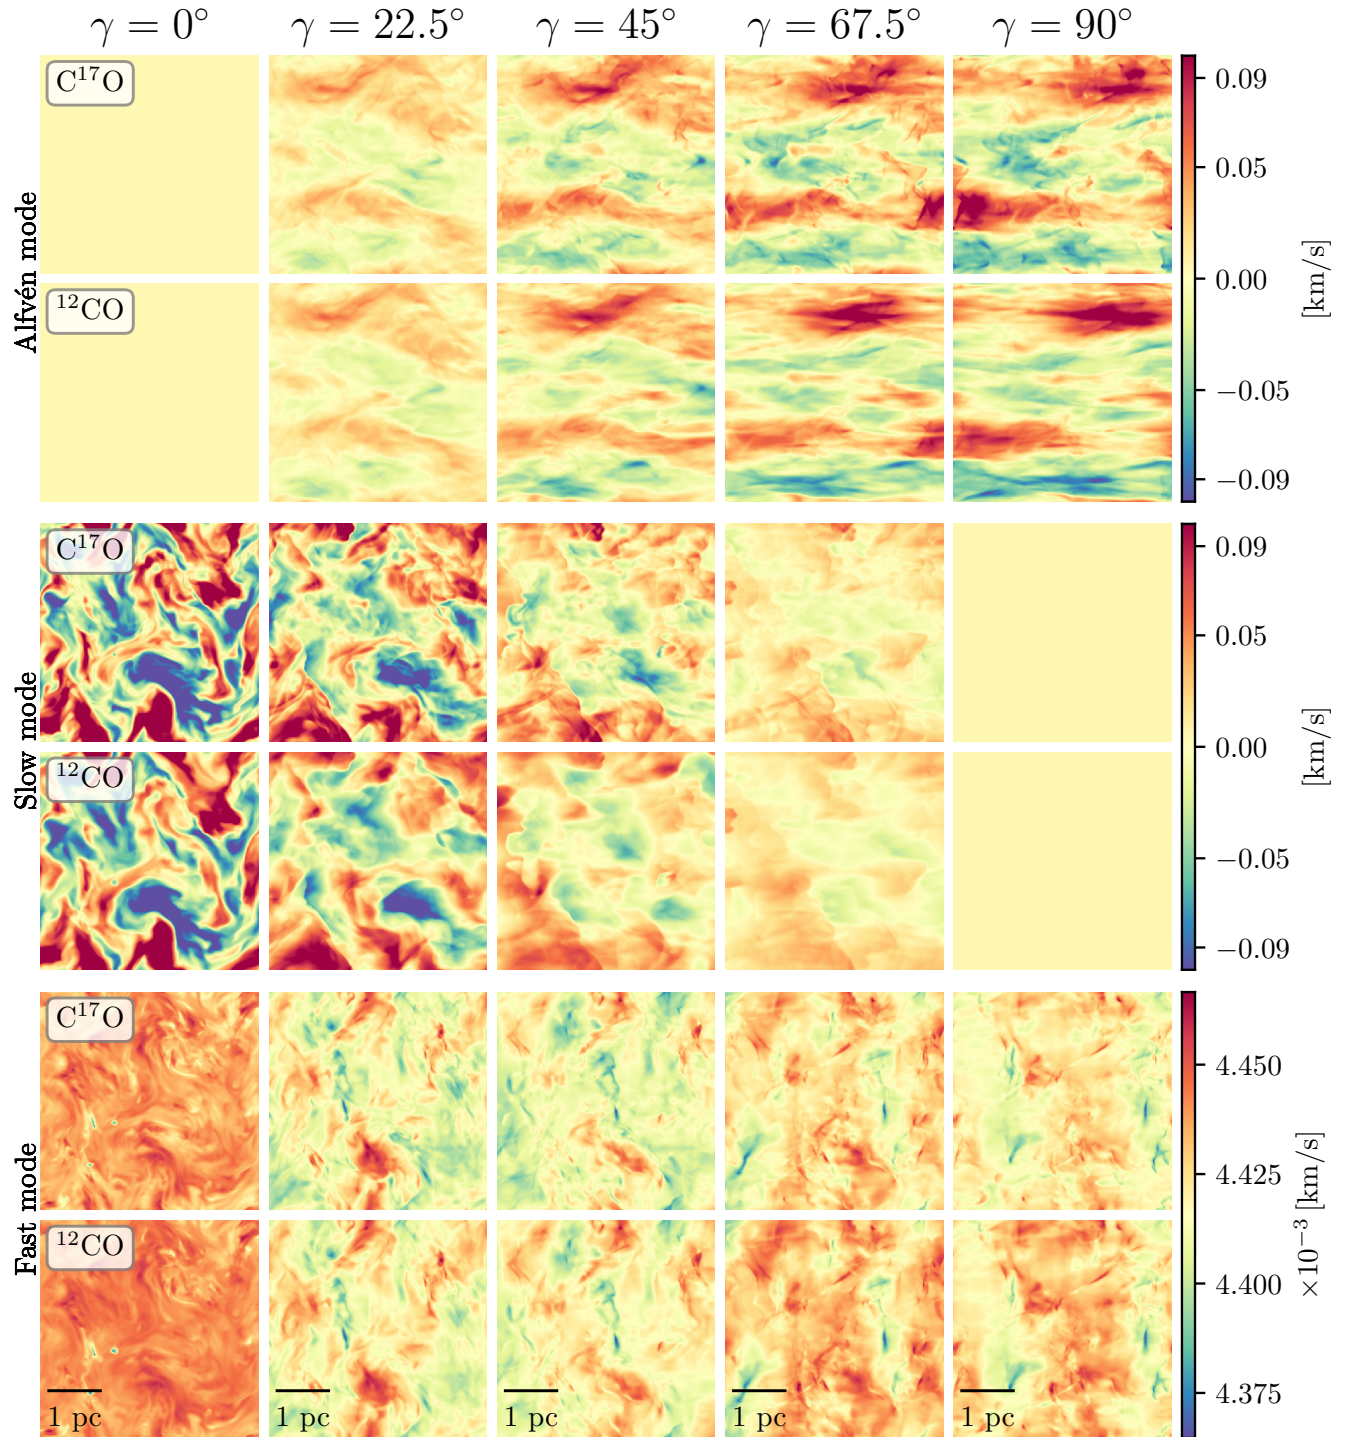 γ = 0° γ = 22.5° γ = 45° γ = 67.5° γ = 90°
Alfvén mode
C¹⁷O
¹²CO
0.09
0.05
0.00
−0.05
−0.09
[km/s]
Slow mode
C¹⁷O
¹²CO
0.09
0.05
0.00
−0.05
−0.09
[km/s]
Fast mode
C¹⁷O
¹²CO
1 pc 1 pc 1 pc 1 pc 1 pc
4.450
4.425
4.400
4.375
×10⁻³ [km/s]